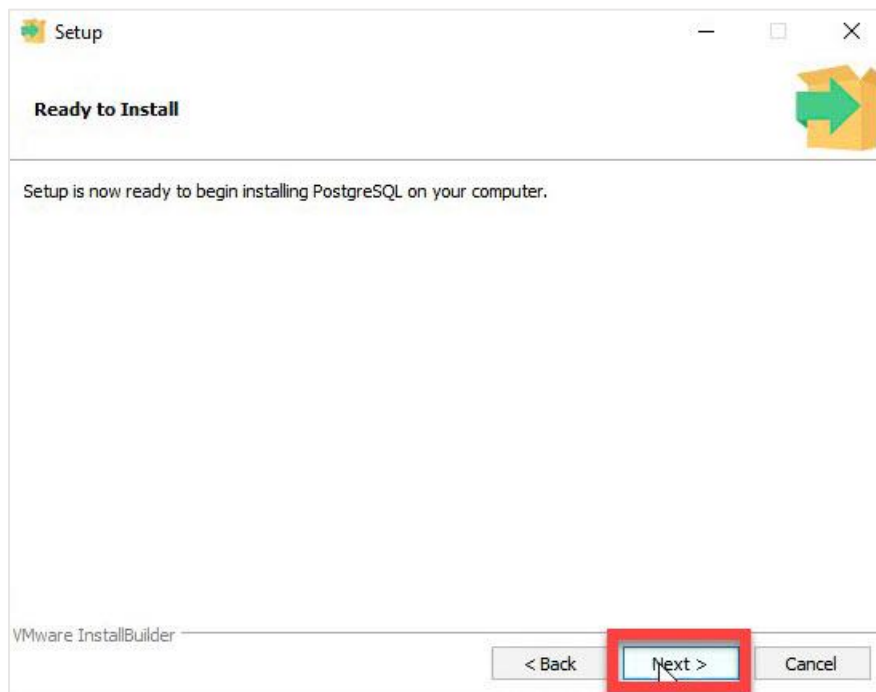 Setup
Ready to Install
Setup is now ready to begin installing PostgreSQL on your computer.
VMware InstallBuilder
< Back
Next >
Cancel